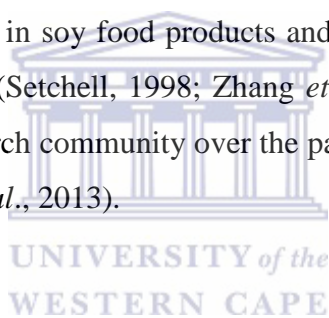 in soy food products and
(Setchell, 1998; Zhang et
rch community over the pa
l., 2013).
UNIVERSITY of the
WESTERN CAPE